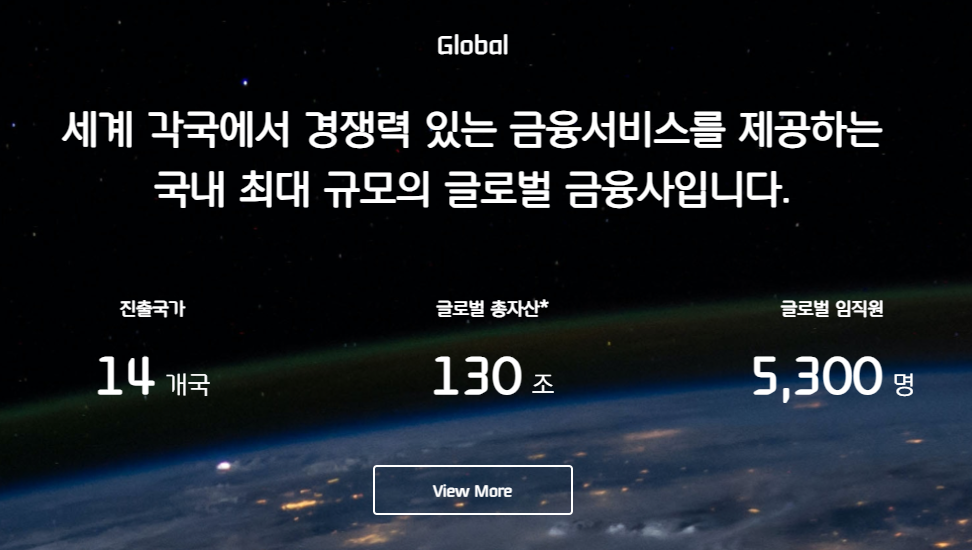 Global
세계 각국에서 경쟁력 있는 금융서비스를 제공하는
국내 최대 규모의 글로벌 금융사입니다.
진출국가 글로벌 총자산* 글로벌 임직원
14 개국 130 조 5,300 명
View More